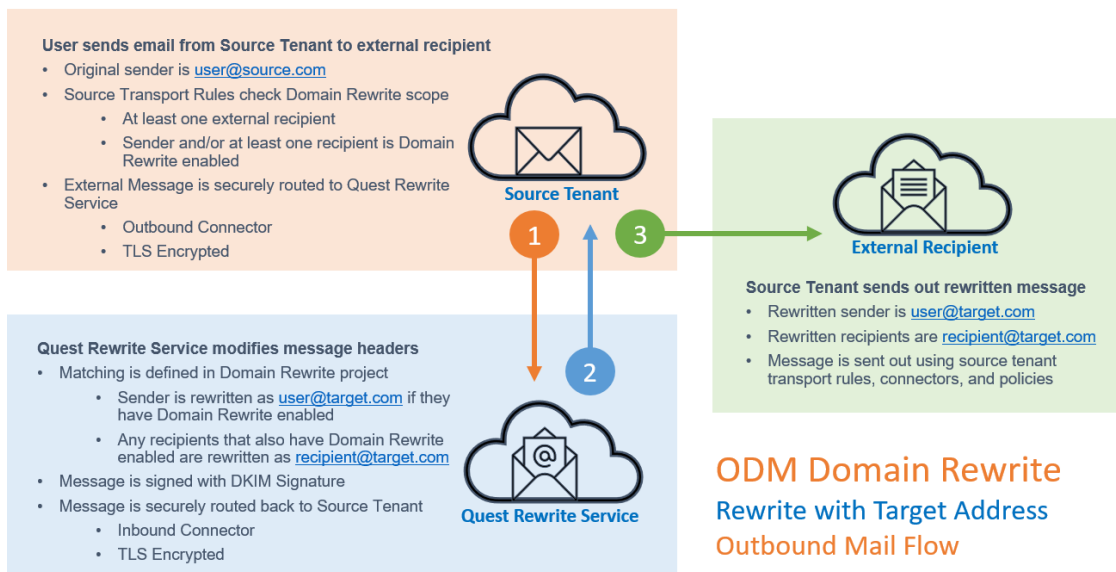 User sends email from Source Tenant to external recipient
• Original sender is user@source.com
• Source Transport Rules check Domain Rewrite scope
• At least one external recipient
• Sender and/or at least one recipient is Domain
Rewrite enabled
• External Message is securely routed to Quest Rewrite
Service
• Outbound Connector
• TLS Encrypted
Source Tenant
1
2
3
External Recipient
Source Tenant sends out rewritten message
• Rewritten sender is user@target.com
• Rewritten recipients are recipient@target.com
• Message is sent out using source tenant
transport rules, connectors, and policies
Quest Rewrite Service modifies message headers
• Matching is defined in Domain Rewrite project
• Sender is rewritten as user@target.com if they
have Domain Rewrite enabled
• Any recipients that also have Domain Rewrite
enabled are rewritten as recipient@target.com
• Message is signed with DKIM Signature
• Message is securely routed back to Source Tenant
• Inbound Connector
• TLS Encrypted
@
Quest Rewrite Service
ODM Domain Rewrite
Rewrite with Target Address
Outbound Mail Flow